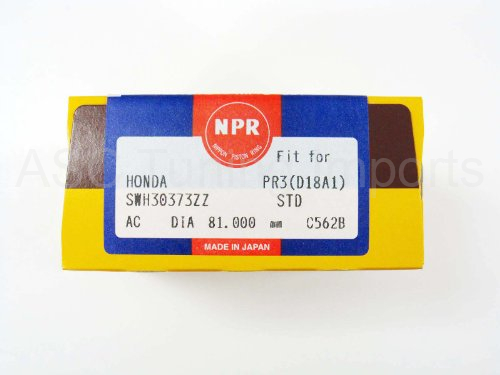 NPR
NIPPON PISTON RING
Fit for
HONDA PR3(D18A1)
SWH30373ZZ STD
AC DIA 81.000 mm C562B
MADE IN JAPAN